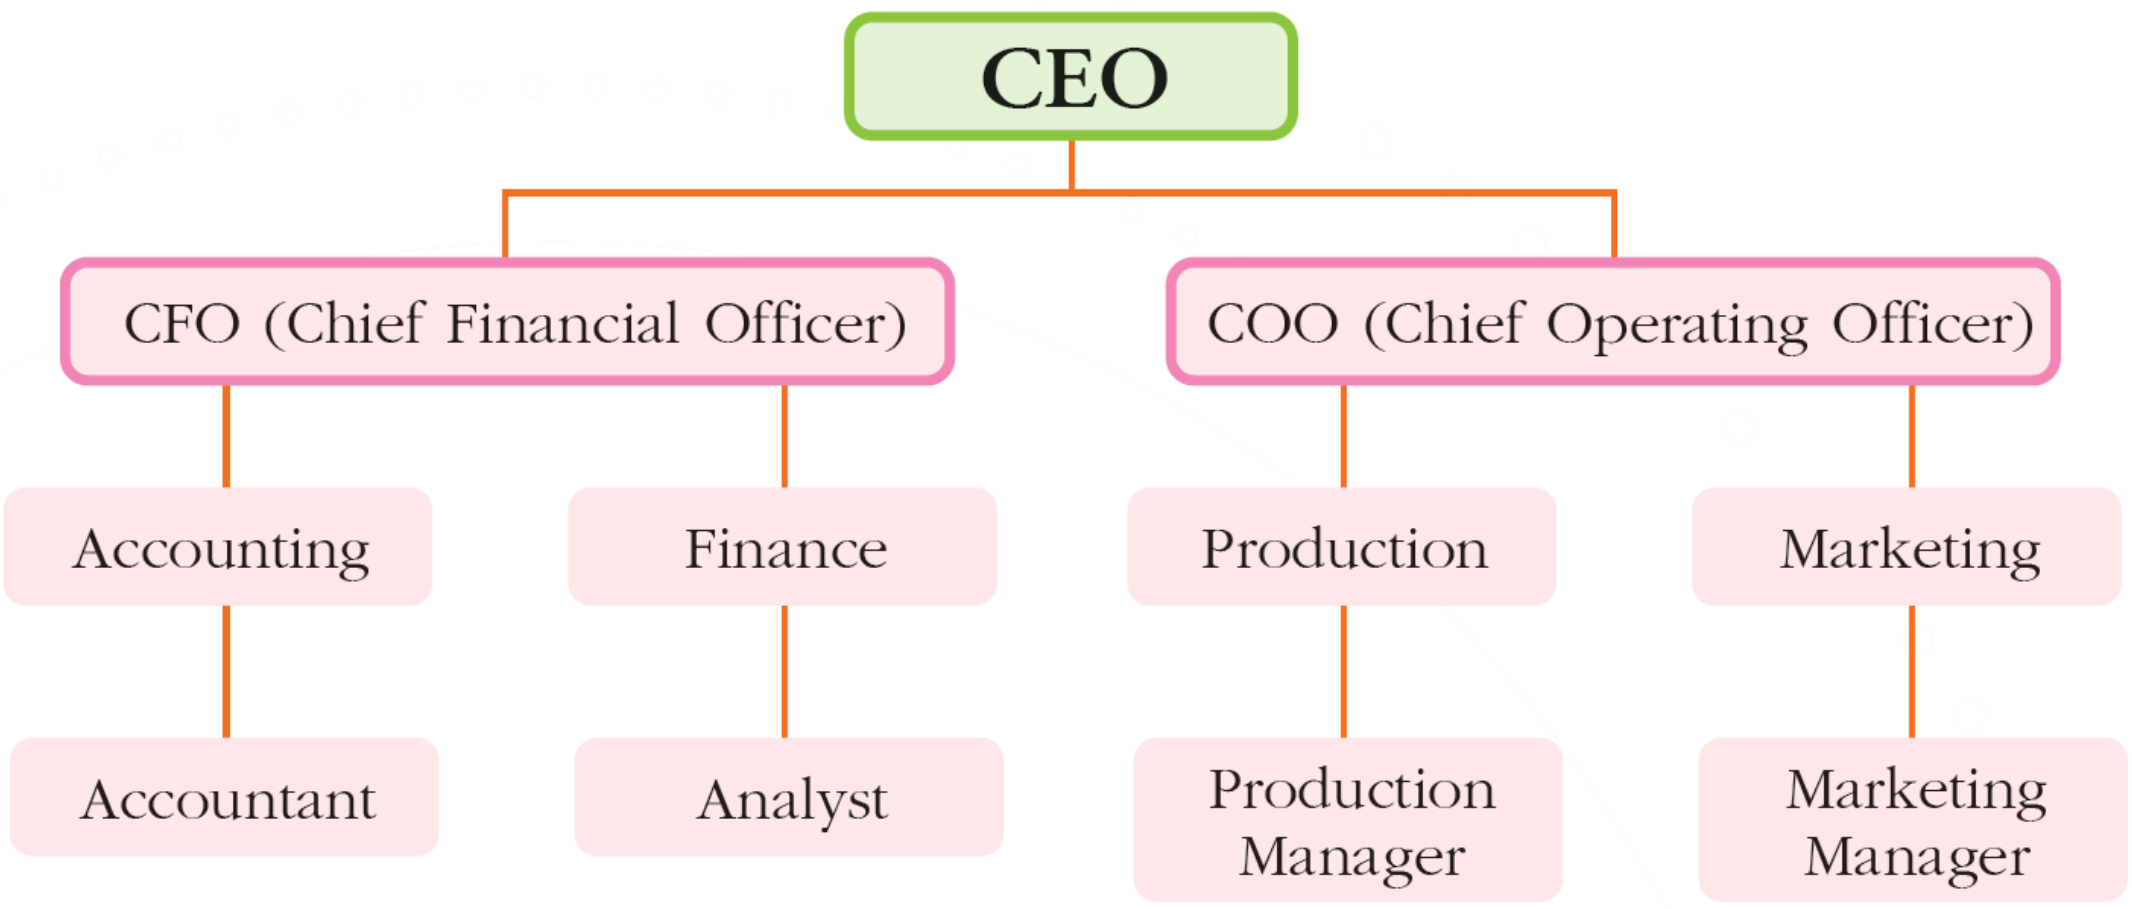 CEO
CFO (Chief Financial Officer)
COO (Chief Operating Officer)
Accounting
Finance
Production
Marketing
Accountant
Analyst
Production
Manager
Marketing
Manager